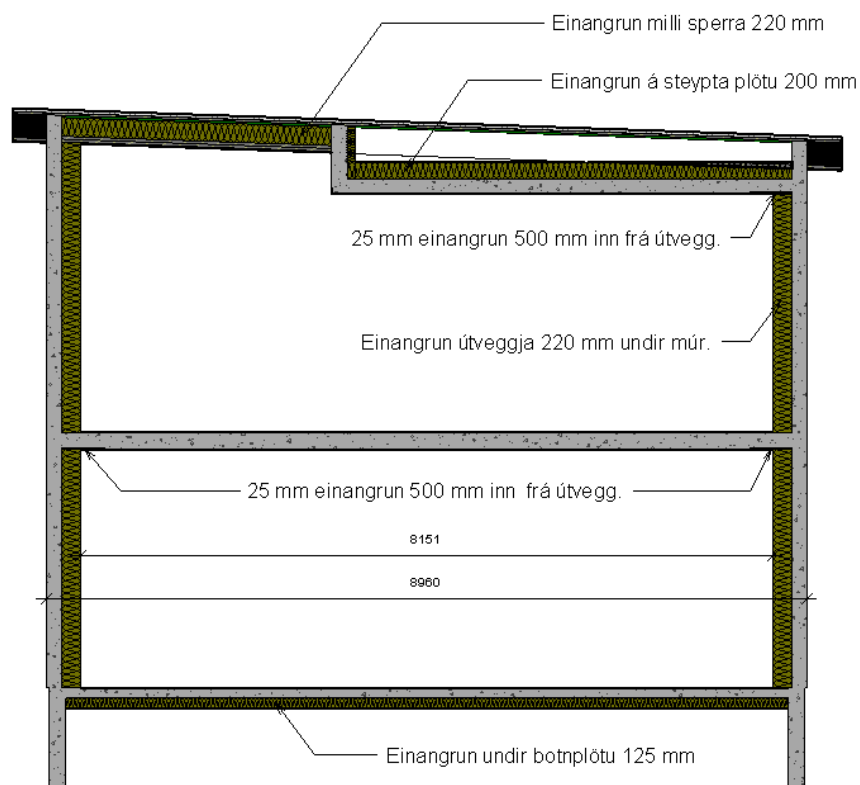 Einangrun milli sperra 220 mm
Einangrun á steypta plötu 200 mm
25 mm einangrun 500 mm inn frá útvegg.
Einangrun útveggja 220 mm undir múr.
25 mm einangrun 500 mm inn frá útvegg.
8151
8960
Einangrun undir botnplötu 125 mm